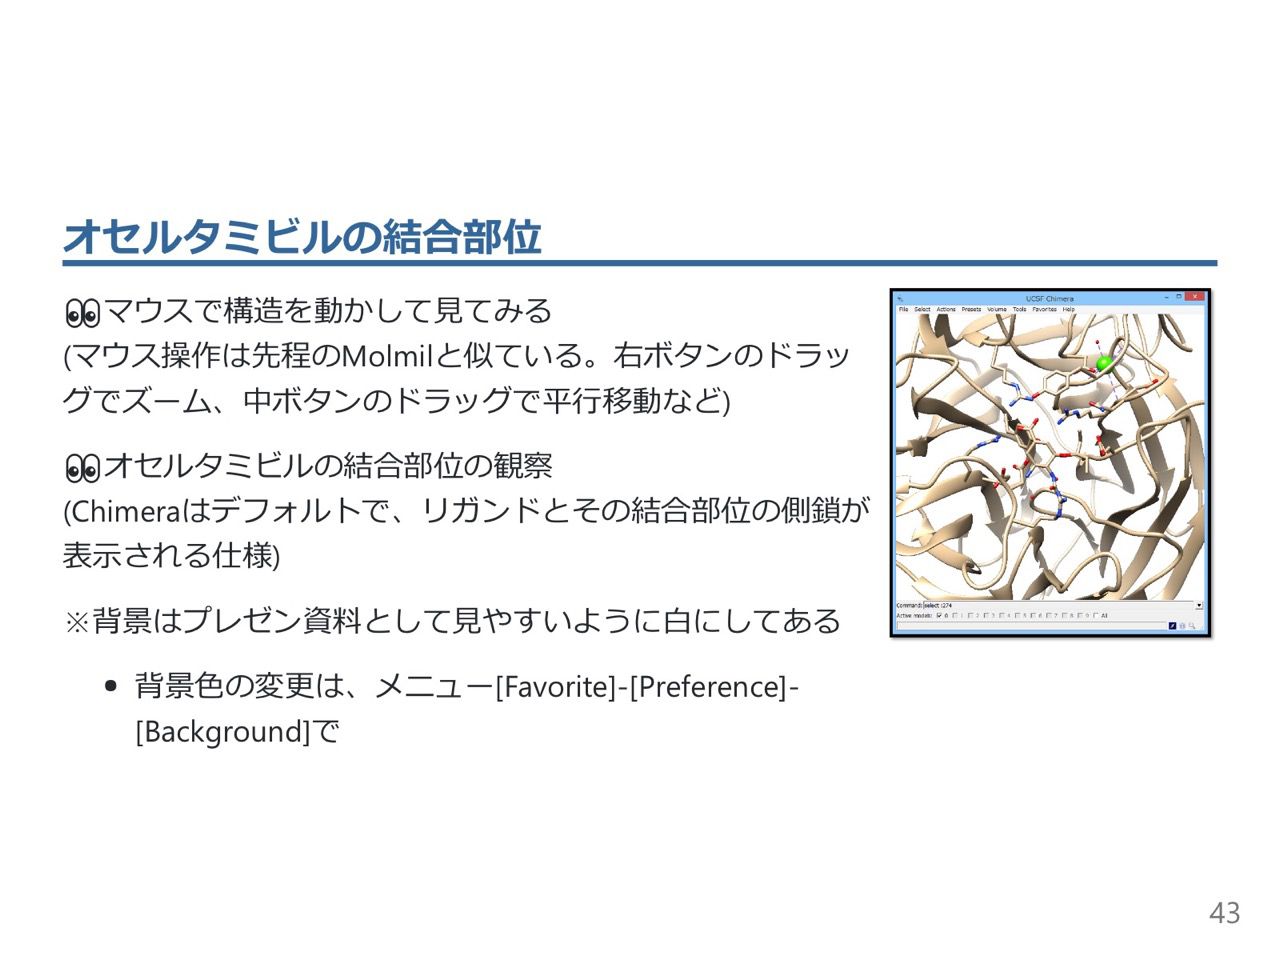 オセルタミビルの結合部位
👀マウスで構造を動かして見てみる
(マウス操作は先程のMolmilと似ている。右ボタンのドラッ
グでズーム、中ボタンのドラッグで平行移動など)
👀オセルタミビルの結合部位の観察
(Chimeraはデフォルトで、リガンドとその結合部位の側鎖が
表示される仕様)
※背景はプレゼン資料として見やすいように白にしてある
• 背景色の変更は、メニュー[Favorite]-[Preference]-
[Background]で
UCSF Chimera
File Select Actions Presets Volume Tools Favorites Help
Command: select :274
Active models: 0 1 2 3 4 5 6 7 8 9 All
43